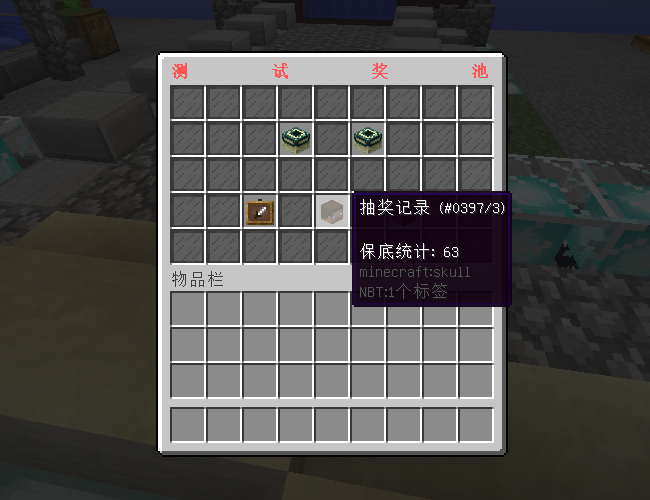 测 试 奖 池
抽奖记录 (#0397/3)
保底统计: 63
minecraft:skull
NBT:1个标签
物品栏